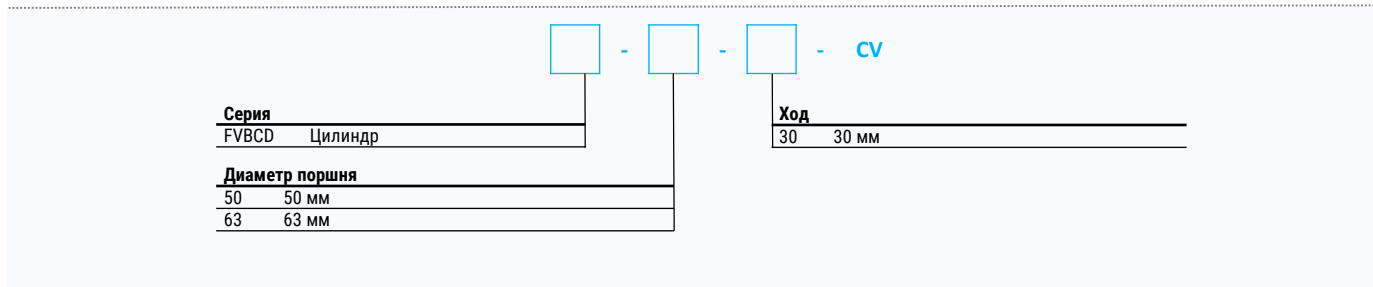 - - - CV
Серия
FVBCD Цилиндр
Диаметр поршня
50 50 мм
63 63 мм
Ход
30 30 мм